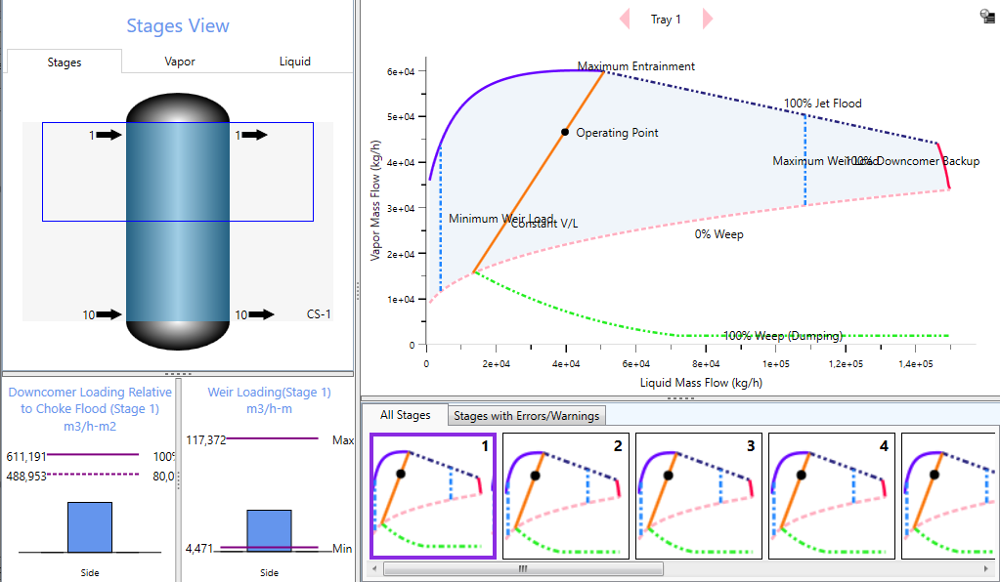 Stages View
Stages Vapor Liquid
1 1
10 10 CS-1
Downcomer Loading Relative
to Choke Flood (Stage 1)
m3/h-m2
611,191 100%
488,953 80,0
Side
Weir Loading(Stage 1)
m3/h-m
117,372 Max
4,471 Min
Side
Tray 1
Vapor Mass Flow (kg/h)
6e+04
5e+04
4e+04
3e+04
2e+04
1e+04
0
Maximum Entrainment
100% Jet Flood
Operating Point
Maximum Weir Load
100% Downcomer Backup
Minimum Weir Load
Constant V/L
0% Weep
100% Weep (Dumping)
0 2e+04 4e+04 6e+04 8e+04 1e+05 1,2e+05 1,4e+05
Liquid Mass Flow (kg/h)
All Stages Stages with Errors/Warnings
1 2 3 4